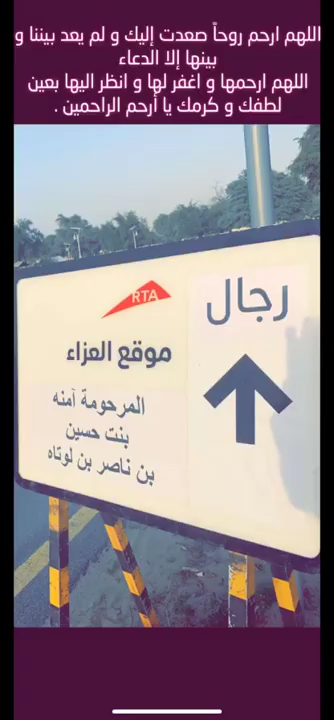 اللهم ارحم روحاً صعدت إليك و لم يعد بيننا و
بينها إلا الدعاء
اللهم ارحمها و اغفر لها و انظر اليها بعين
لطفك و كرمك يا أرحم الراحمين .
RTA
رجال
موقع العزاء
المرحومة آمنه
بنت حسين
بن ناصر بن لوتاه